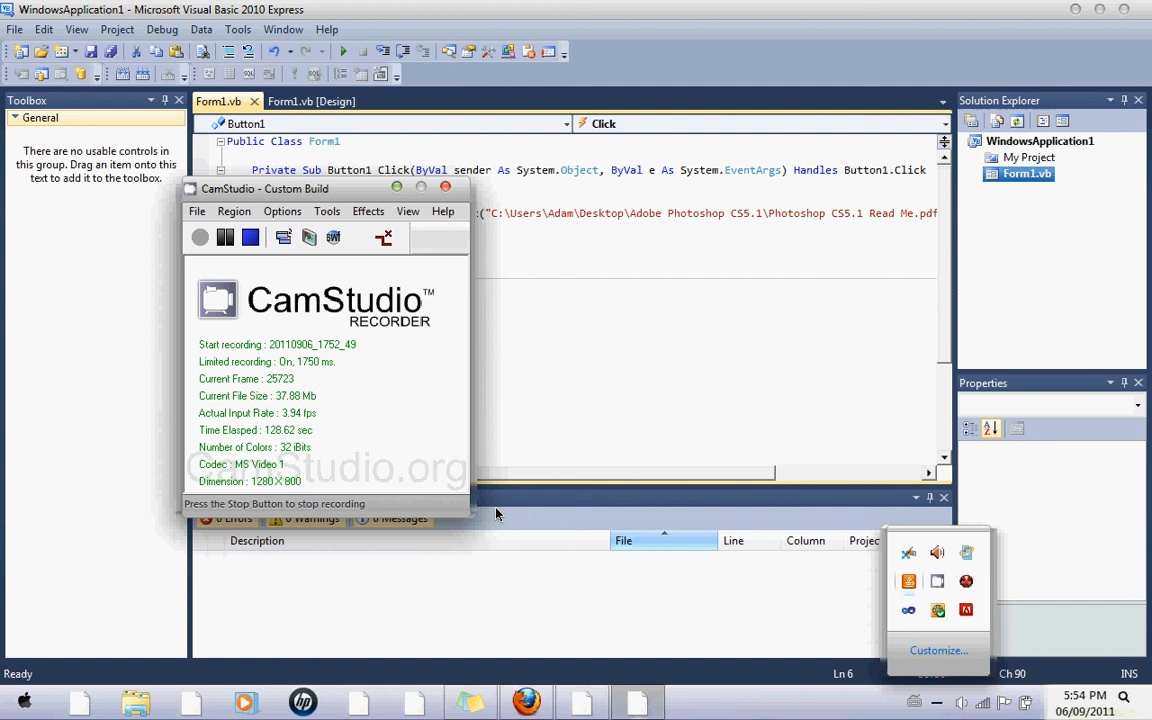 WindowsApplication1 - Microsoft Visual Basic 2010 Express
File Edit View Project Debug Data Tools Window Help
Toolbox
General
There are no usable controls in
this group. Drag an item onto this
text to add it to the toolbox.
Form1.vb
Form1.vb [Design]
Button1
Click
Public Class Form1
Private Sub Button1_Click(ByVal sender As System.Object, ByVal e As System.EventArgs) Handles Button1.Click
("C:\Users\Adam\Desktop\Adobe Photoshop CS5.1\Photoshop CS5.1 Read Me.pdf
CamStudio - Custom Build
File Region Options Tools Effects View Help
CamStudio™
RECORDER
Start recording : 20110906_1752_49
Limited recording : On, 1750 ms.
Current Frame : 25723
Current File Size : 37.88 Mb
Actual Input Rate : 3.94 fps
Time Elasped : 128.62 sec
Number of Colors : 32 iBits
Codec : MS Video 1
Dimension : 1280 X 800
CamStudio.org
Press the Stop Button to stop recording
0 Errors
0 Warnings
0 Messages
Description
File
Line
Column
Projec
Solution Explorer
WindowsApplication1
My Project
Form1.vb
Properties
Customize...
Ready
Ln 6
Ch 90
INS
5:54 PM
06/09/2011